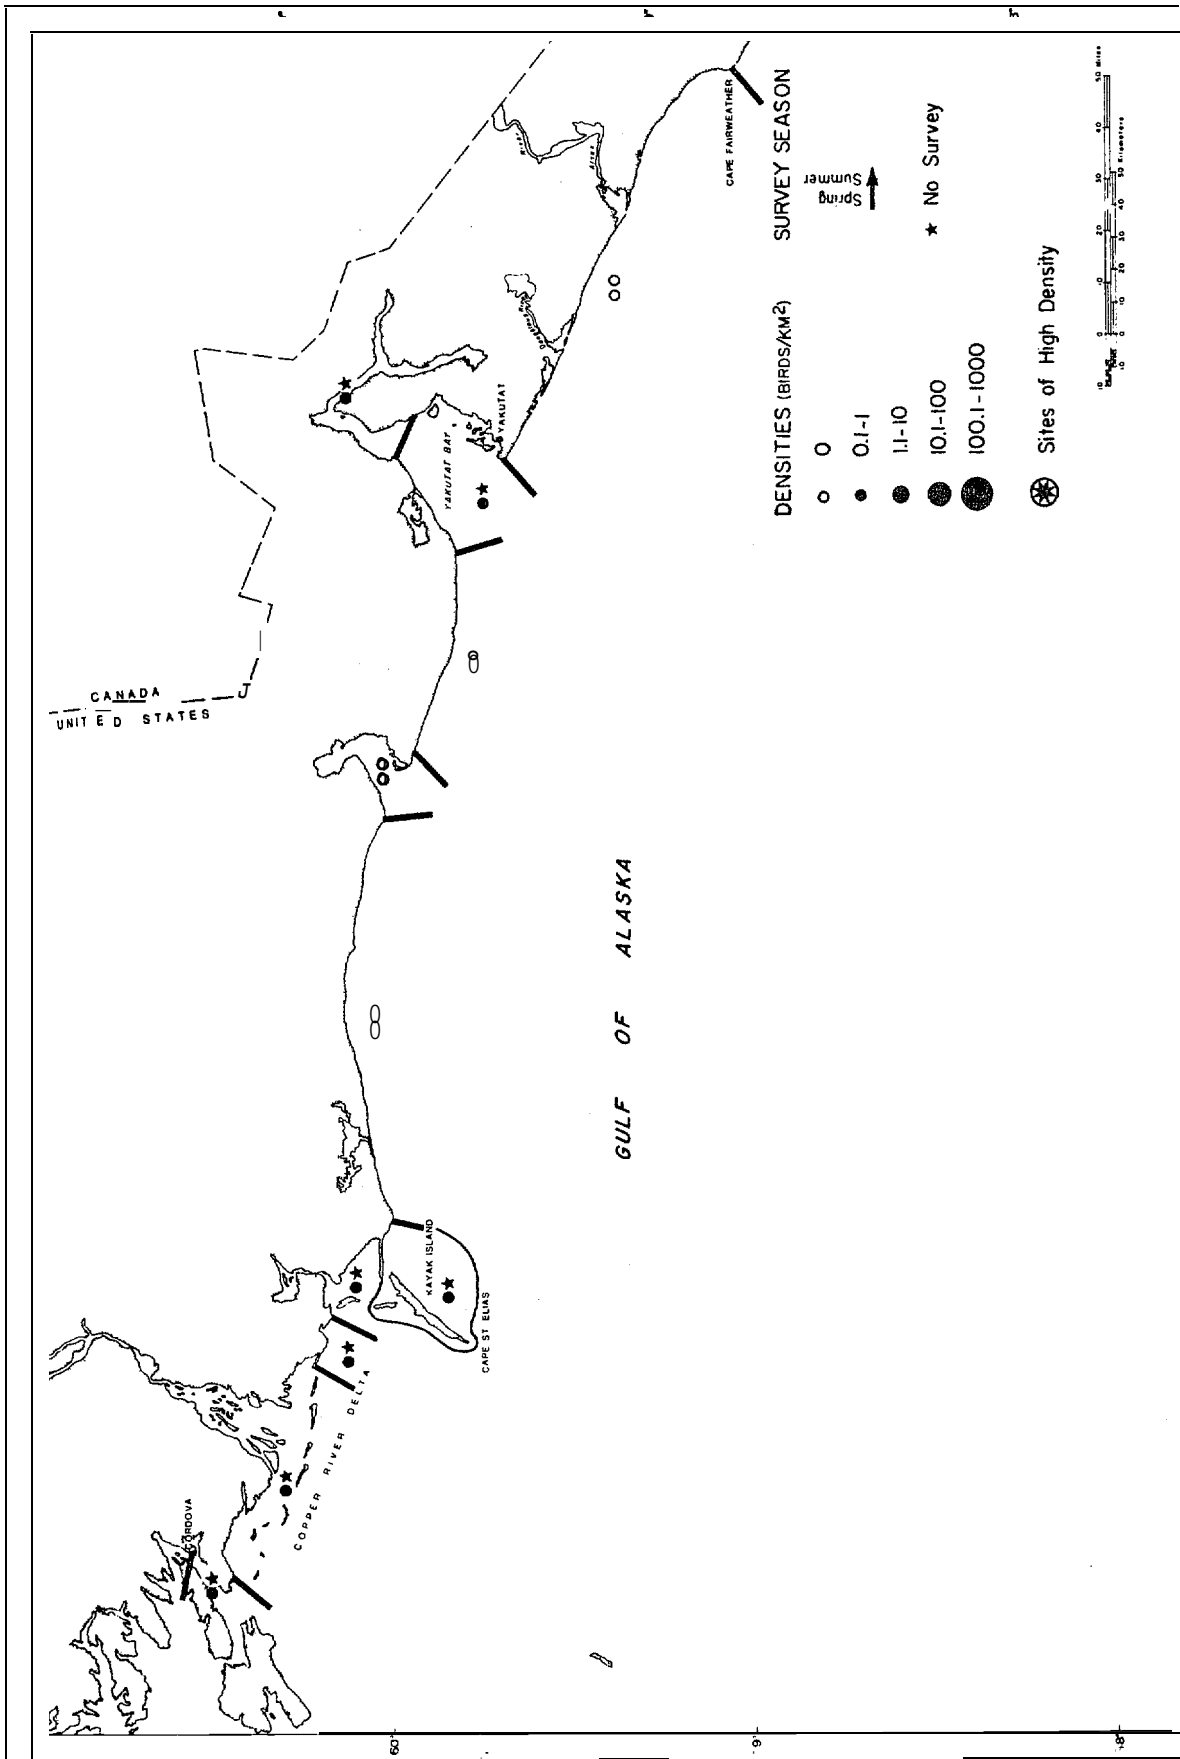 CANADA
UNITED STATES
CAPE FAIRWEATHER
YAKUTAT BAY
YAKUTAT
GULF OF ALASKA
KAYAK ISLAND
CAPE ST ELIAS
COPPER RIVER DELTA
CORDOVA
DENSITIES (BIRDS/KM²)
0
0.1-1
1.1-10
10.1-100
100.1-1000
Sites of High Density
SURVEY SEASON
Spring
Summer
★ No Survey
60°